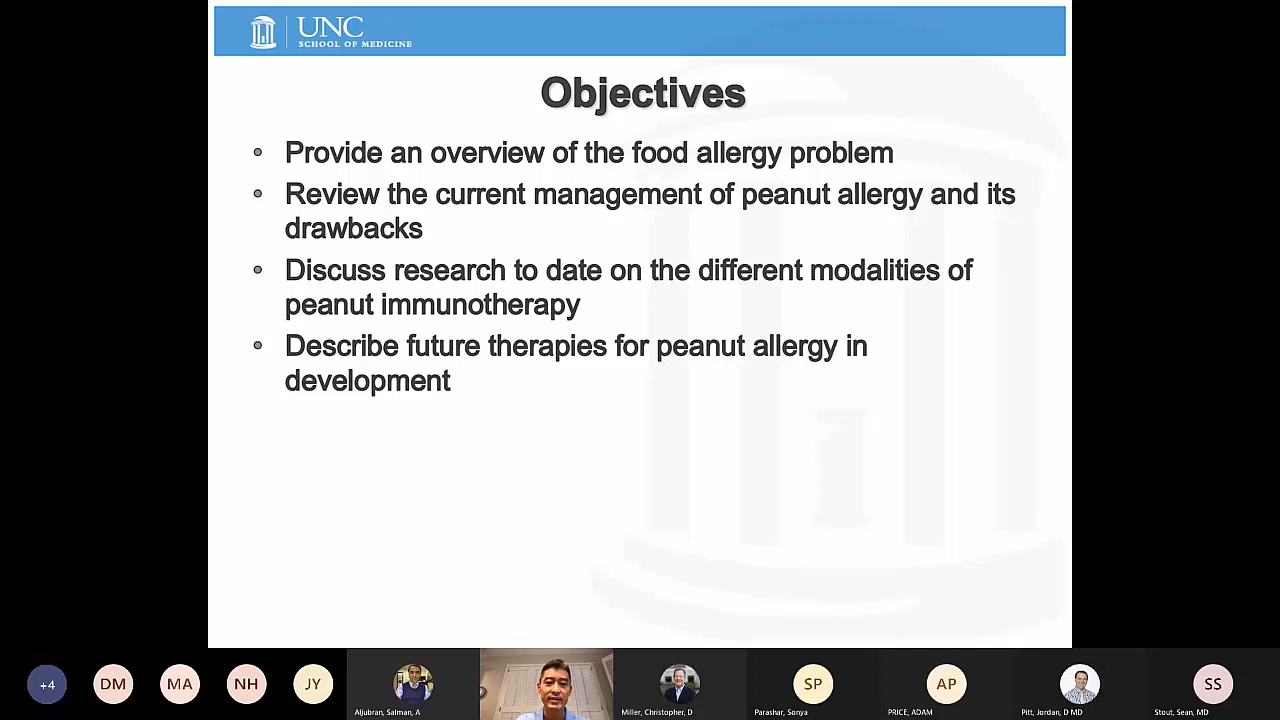 UNC
SCHOOL OF MEDICINE
Objectives
• Provide an overview of the food allergy problem
• Review the current management of peanut allergy and its
drawbacks
• Discuss research to date on the different modalities of
peanut immunotherapy
• Describe future therapies for peanut allergy in
development
+4
DM
MA
NH
JY
SP
AP
SS
Aljubran, Salman, A
Miller, Christopher, D
Parashar, Sonya
PRICE, ADAM
Pitt, Jordan, D MD
Stout, Sean, MD